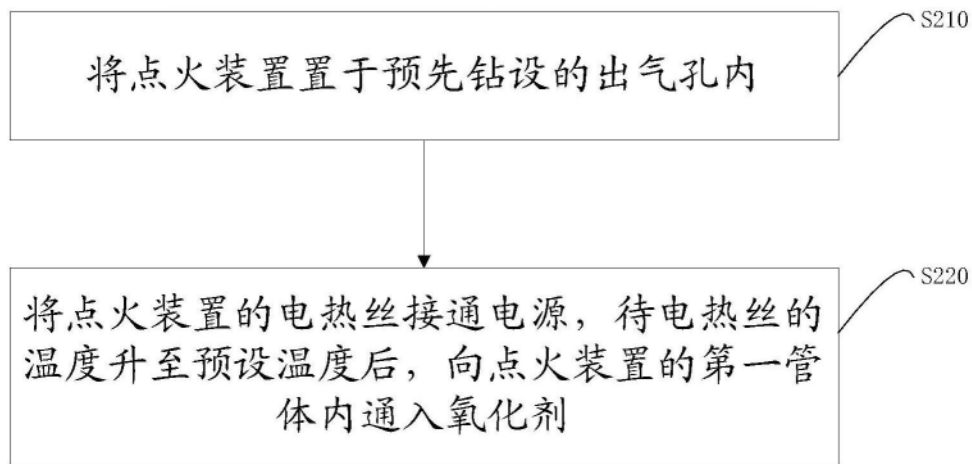 S210
将点火装置置于预先钻设的出气孔内
S220
将点火装置的电热丝接通电源，待电热丝的
温度升至预设温度后，向点火装置的第一管
体内通入氧化剂